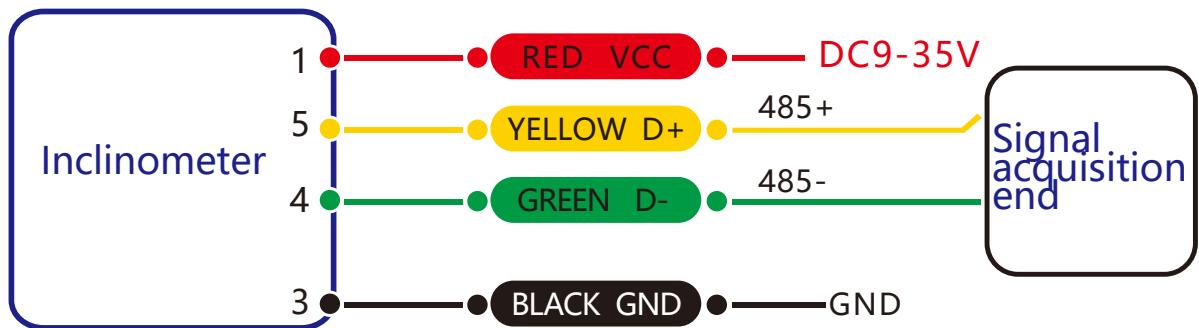 1 RED VCC DC9-35V
5 YELLOW D+ 485+
Inclinometer
Signal
acquisition
end
4 GREEN D- 485-
3 BLACK GND GND